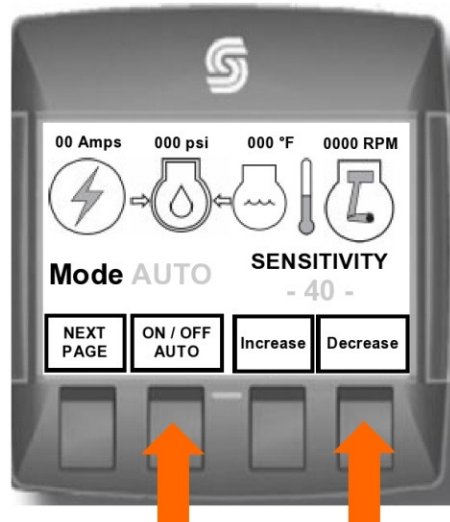 00 Amps 000 psi 000 °F 0000 RPM
Mode AUTO
SENSITIVITY
- 40 -
NEXT
PAGE
ON / OFF
AUTO
Increase
Decrease